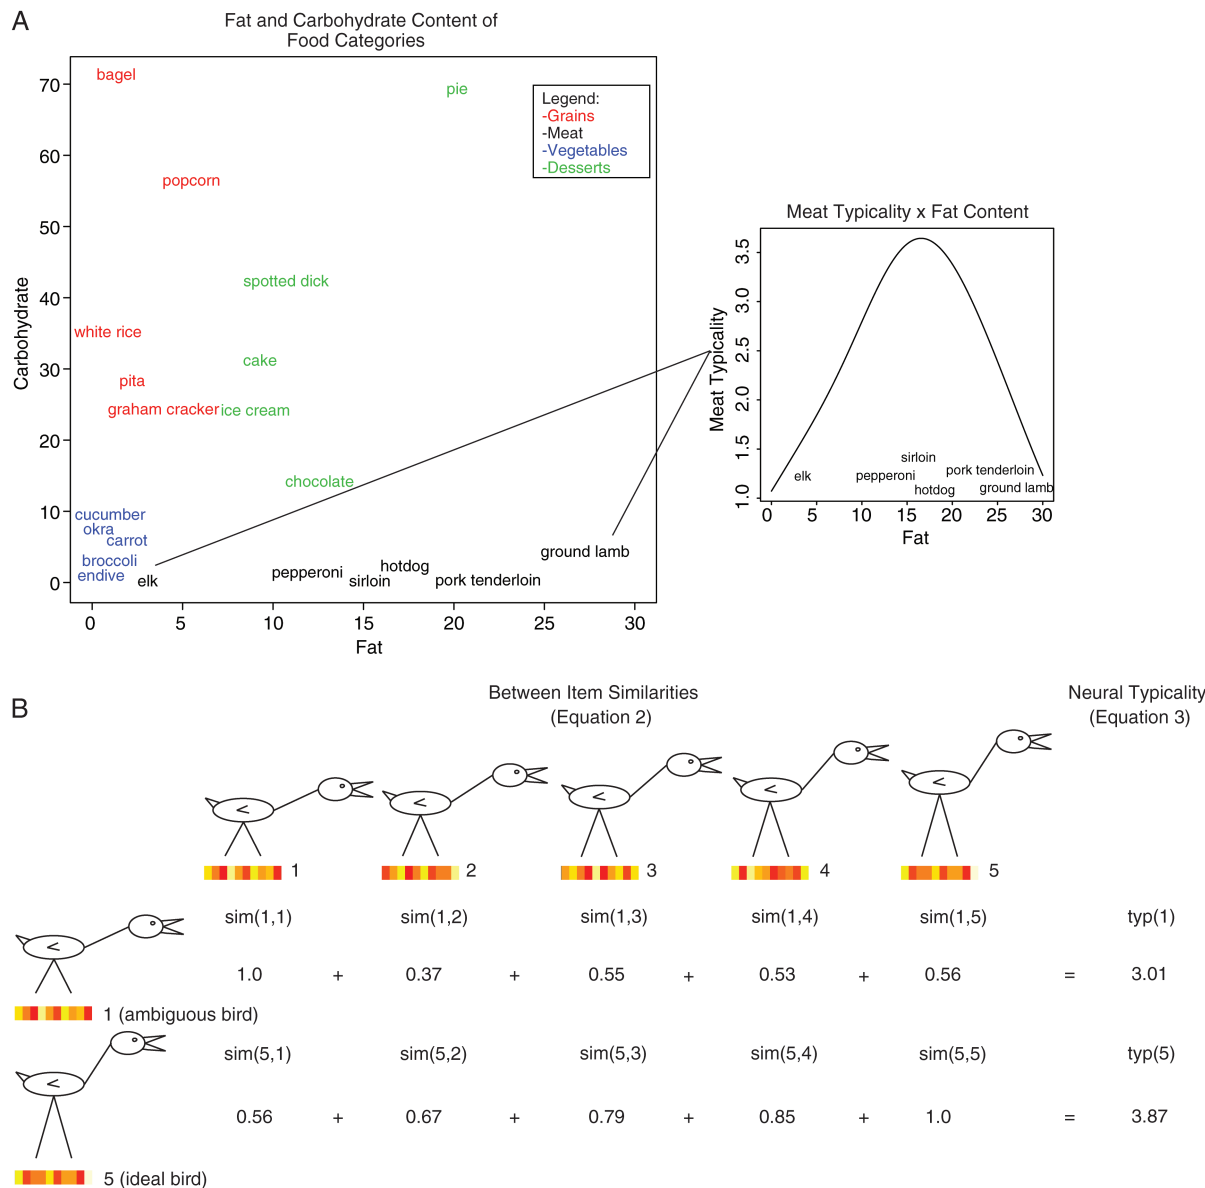 A
Fat and Carbohydrate Content of
Food Categories
Carbohydrate
70
60
50
40
30
20
10
0
bagel
pie
popcorn
spotted dick
white rice
cake
pita
graham cracker
ice cream
chocolate
cucumber
okra
carrot
broccoli
endive
elk
pepperoni
sirloin
hotdog
pork tenderloin
ground lamb
Legend:
-Grains
-Meat
-Vegetables
-Desserts
0 5 10 15 20 25 30
Fat
Meat Typicality x Fat Content
Meat Typicality
3.5
3.0
2.5
2.0
1.5
1.0
sirloin
elk
pepperoni
pork tenderloin
hotdog
ground lamb
0 5 10 15 20 25 30
Fat
B
Between Item Similarities
(Equation 2)
Neural Typicality
(Equation 3)
1 2 3 4 5
sim(1,1) sim(1,2) sim(1,3) sim(1,4) sim(1,5) typ(1)
1.0 + 0.37 + 0.55 + 0.53 + 0.56 = 3.01
1 (ambiguous bird)
sim(5,1) sim(5,2) sim(5,3) sim(5,4) sim(5,5) typ(5)
0.56 + 0.67 + 0.79 + 0.85 + 1.0 = 3.87
5 (ideal bird)